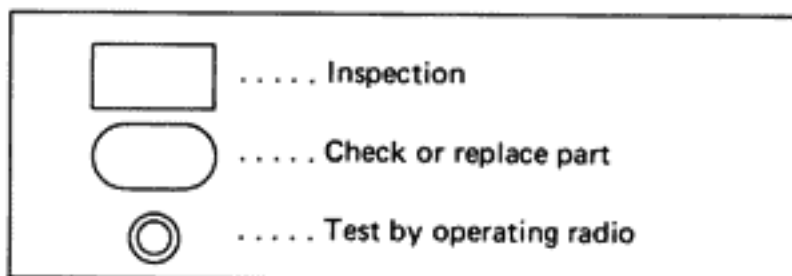 ..... Inspection
..... Check or replace part
..... Test by operating radio